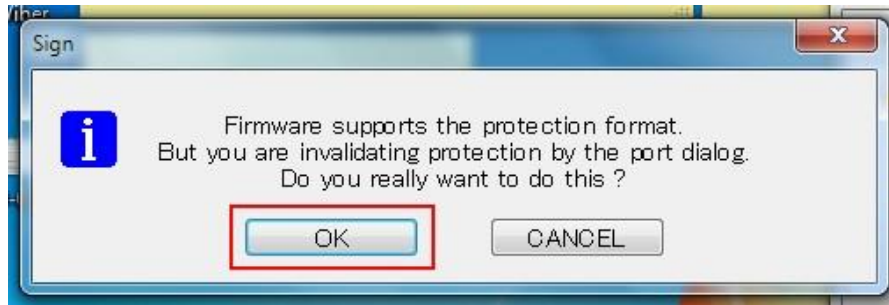 Viber
Sign
Firmware supports the protection format.
But you are invalidating protection by the port dialog.
Do you really want to do this ?
OK
CANCEL